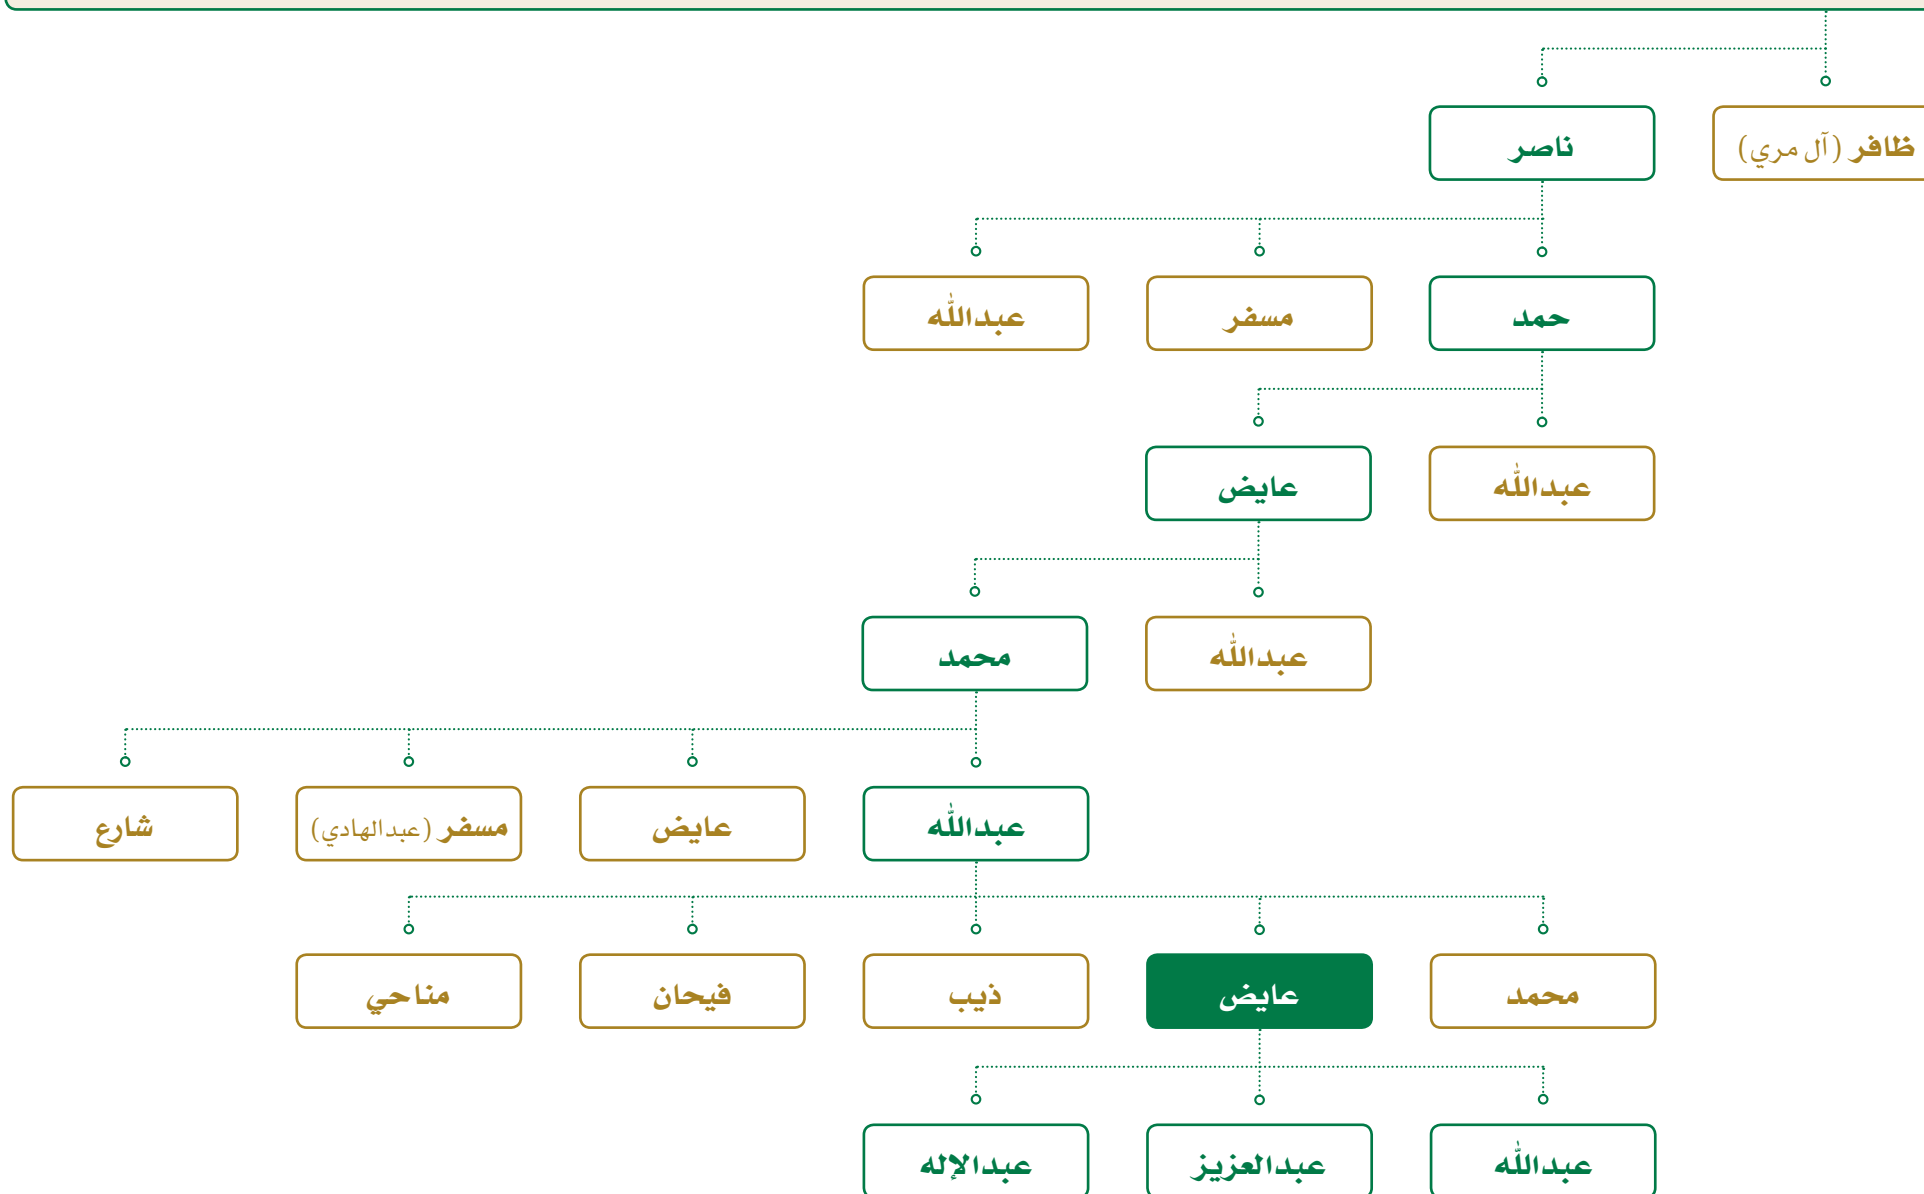 ظافر (آل مري)
ناصر
حمد
مسفر
عبدالله
عبدالله
عايض
عبدالله
محمد
عبدالله
عايض
مسفر (عبدالهادي)
شارع
محمد
عايض
ذيب
فيحان
مناحي
عبدالله
عبدالعزيز
عبدالإله